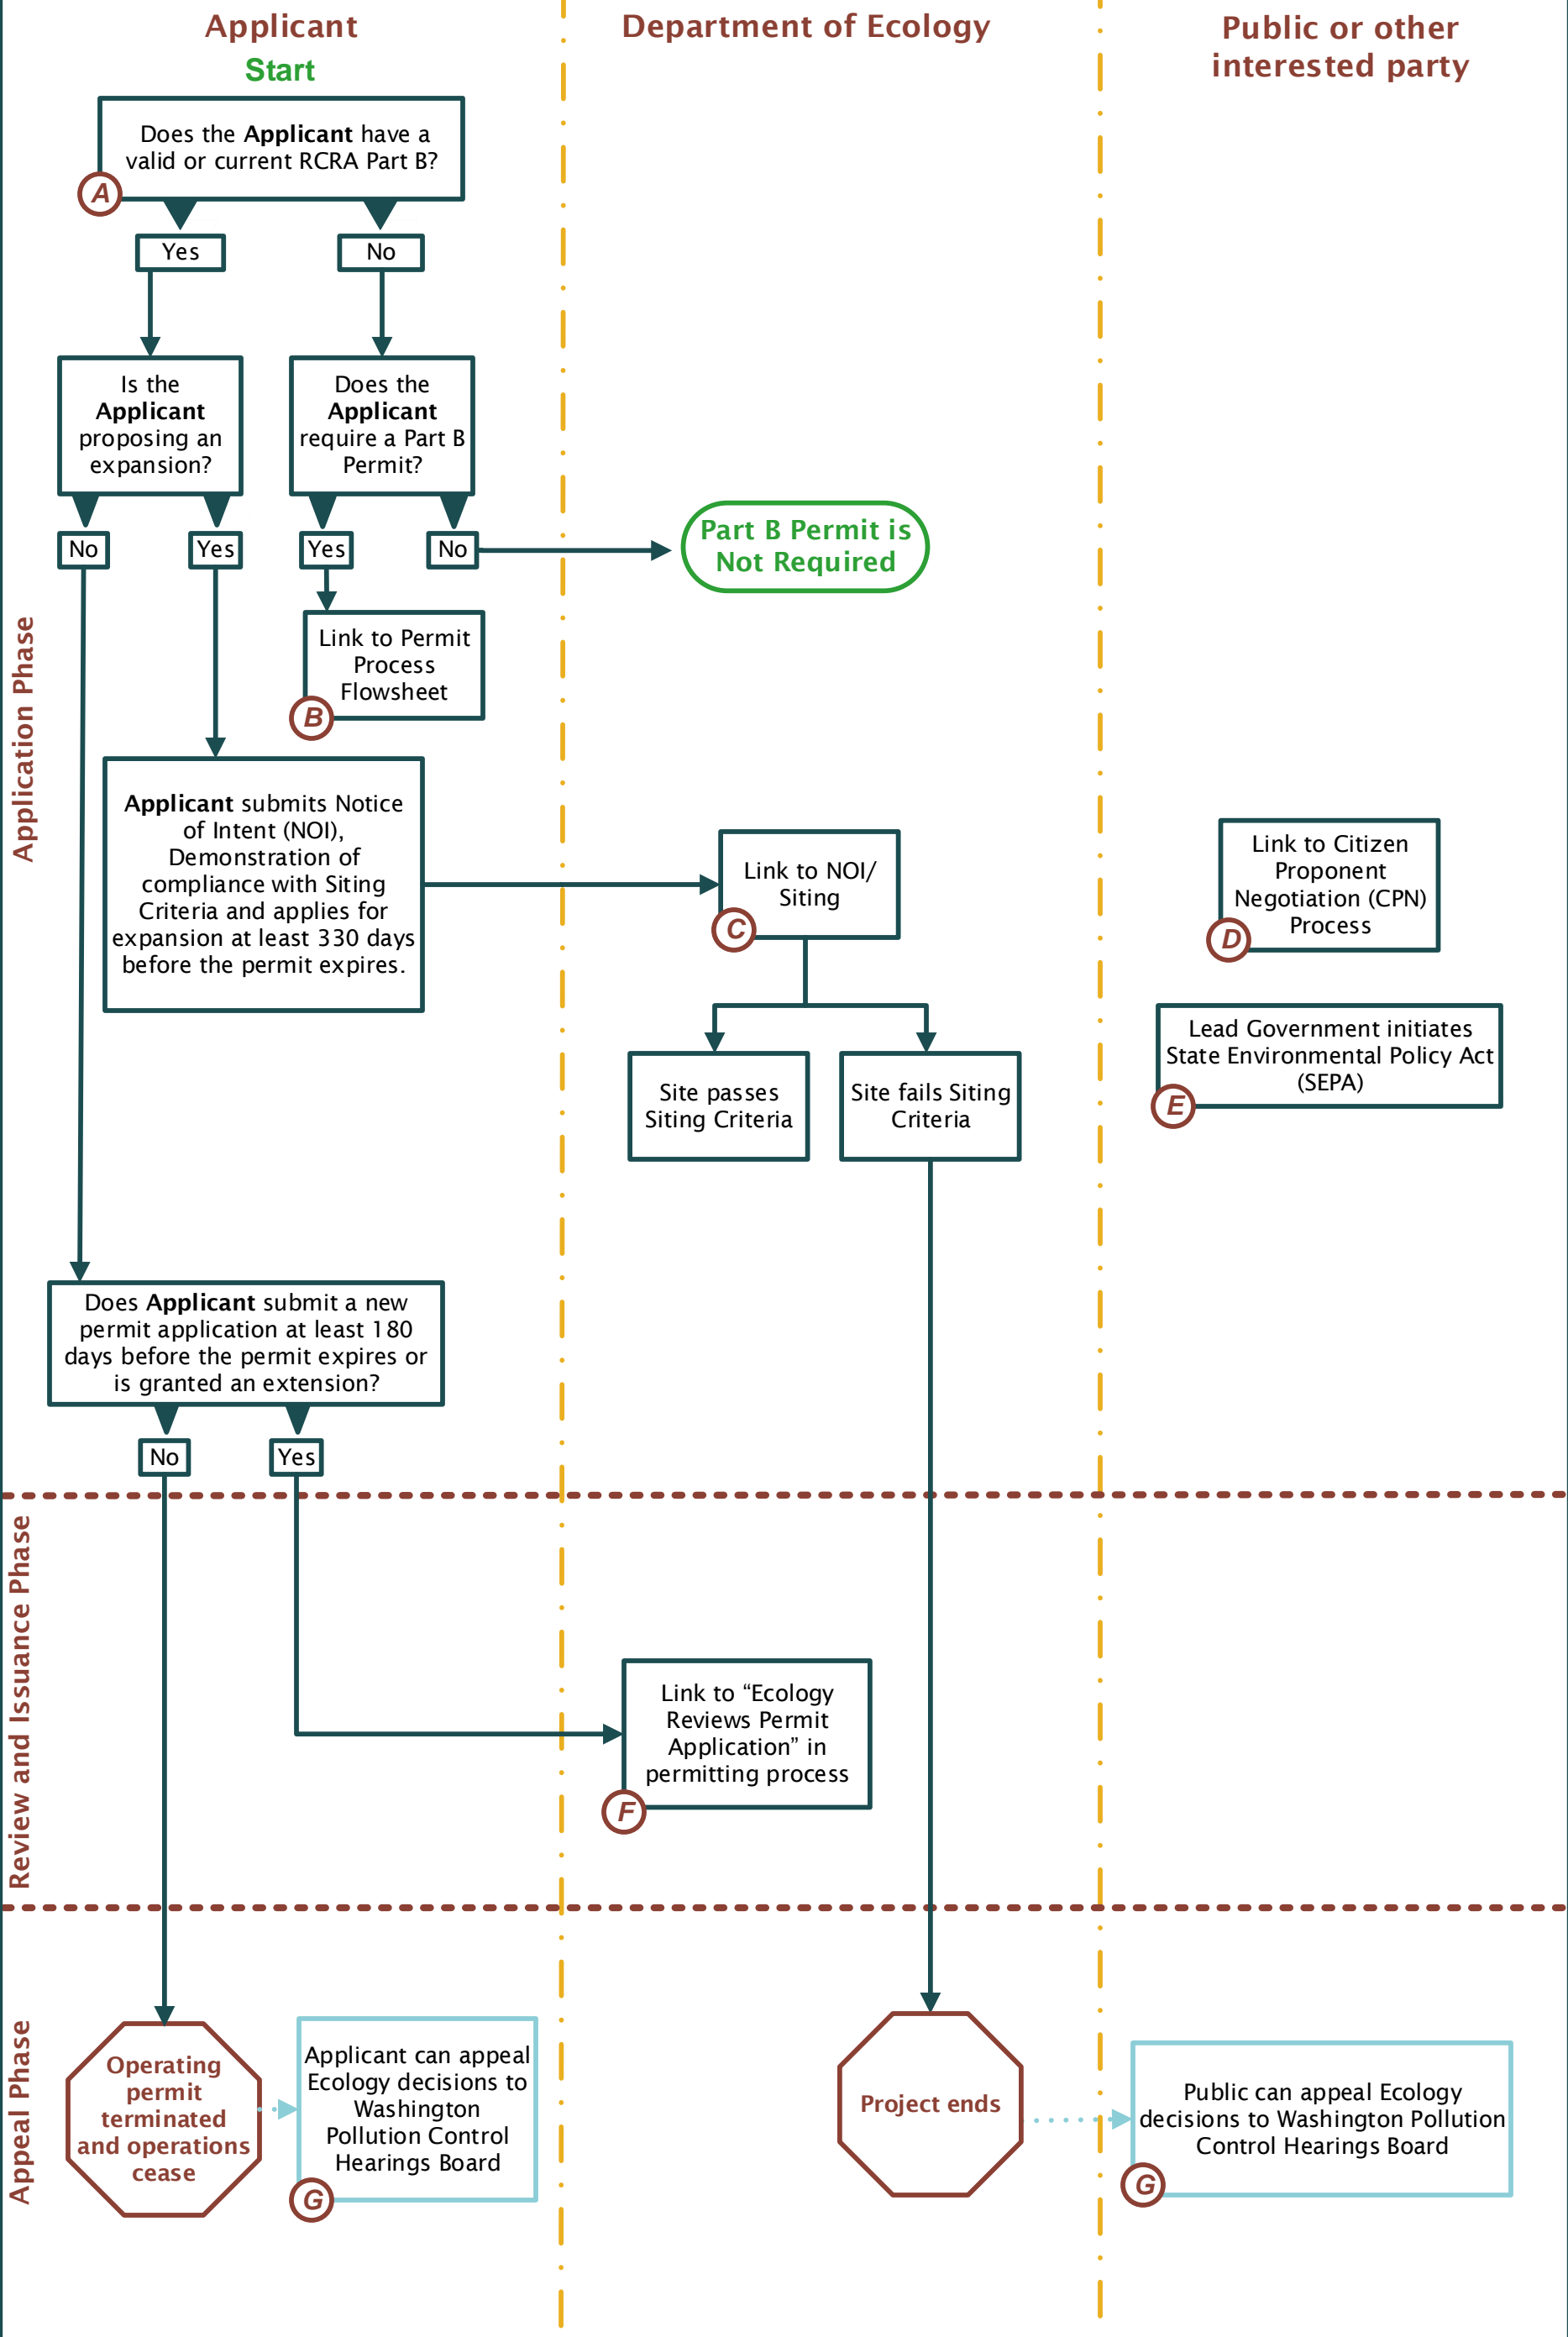 Applicant
Start
Department of Ecology
Public or other
interested party
Does the Applicant have a
valid or current RCRA Part B?
A
Yes
No
Is the
Applicant
proposing an
expansion?
Does the
Applicant
require a Part B
Permit?
No
Yes
Yes
No
Part B Permit is
Not Required
Link to Permit
Process
Flowsheet
B
Application Phase
Applicant submits Notice
of Intent (NOI),
Demonstration of
compliance with Siting
Criteria and applies for
expansion at least 330 days
before the permit expires.
Link to NOI/
Siting
C
Link to Citizen
Proponent
Negotiation (CPN)
Process
D
Lead Government initiates
State Environmental Policy Act
(SEPA)
E
Site passes
Siting Criteria
Site fails Siting
Criteria
Does Applicant submit a new
permit application at least 180
days before the permit expires or
is granted an extension?
No
Yes
Review and Issuance Phase
Link to “Ecology
Reviews Permit
Application” in
permitting process
F
Appeal Phase
Operating
permit
terminated
and operations
cease
Applicant can appeal
Ecology decisions to
Washington
Pollution Control
Hearings Board
G
Project ends
Public can appeal Ecology
decisions to Washington Pollution
Control Hearings Board
G